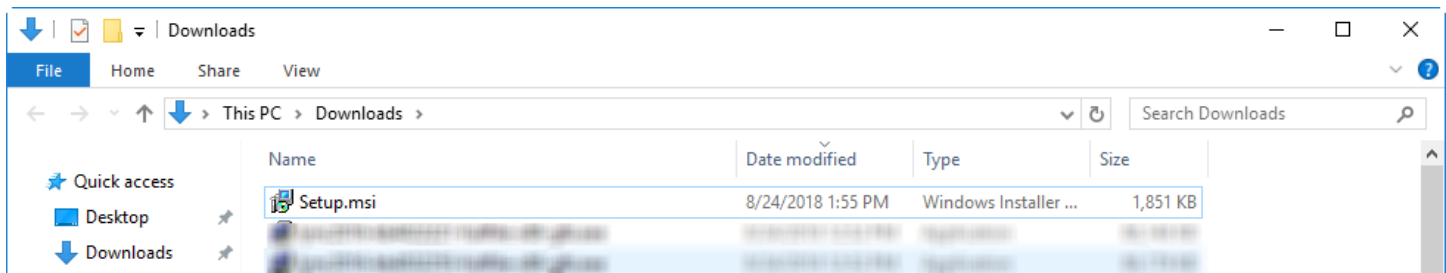 Downloads
File Home Share View
This PC > Downloads >
Search Downloads
Name Date modified Type Size
Quick access
Setup.msi 8/24/2018 1:55 PM Windows Installer ... 1,851 KB
Desktop
Downloads